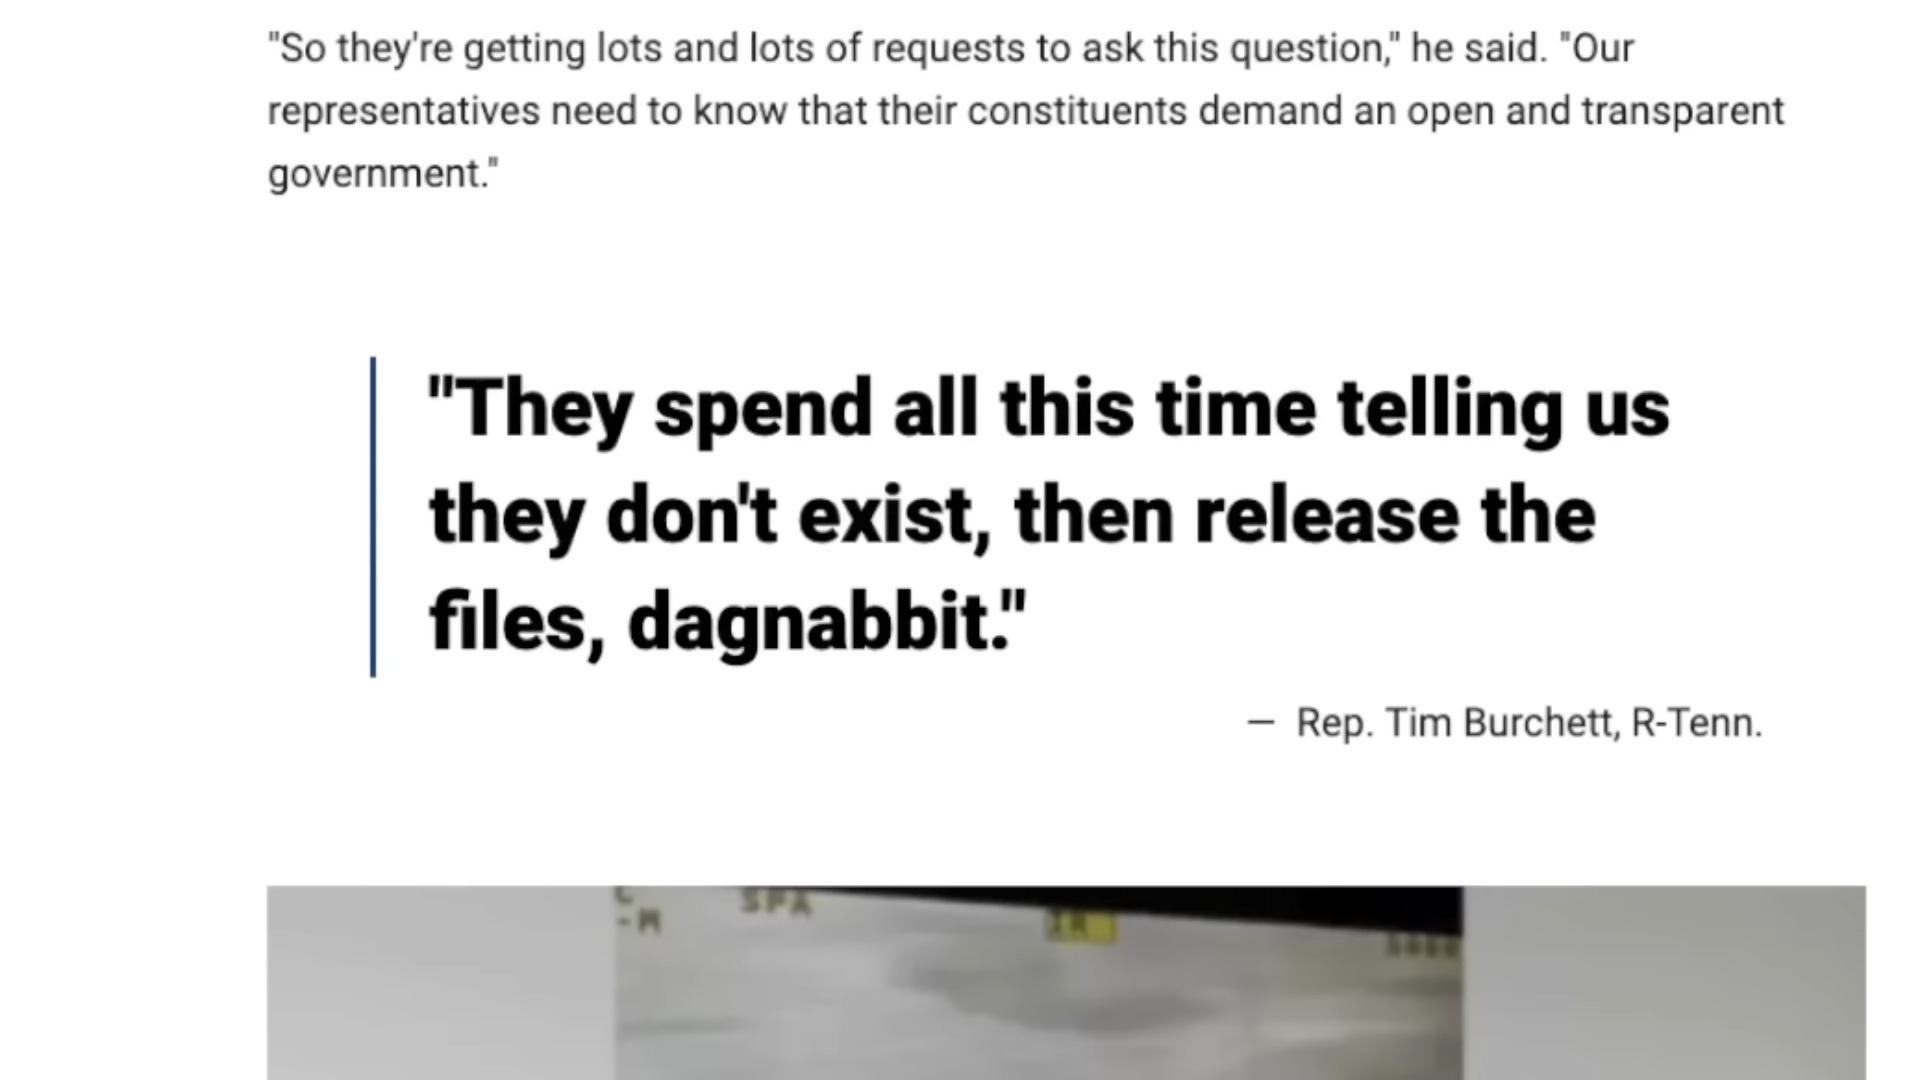 "So they're getting lots and lots of requests to ask this question," he said. "Our
representatives need to know that their constituents demand an open and transparent
government."
"They spend all this time telling us
they don't exist, then release the
files, dagnabbit."
— Rep. Tim Burchett, R-Tenn.
SPA
-M
IR